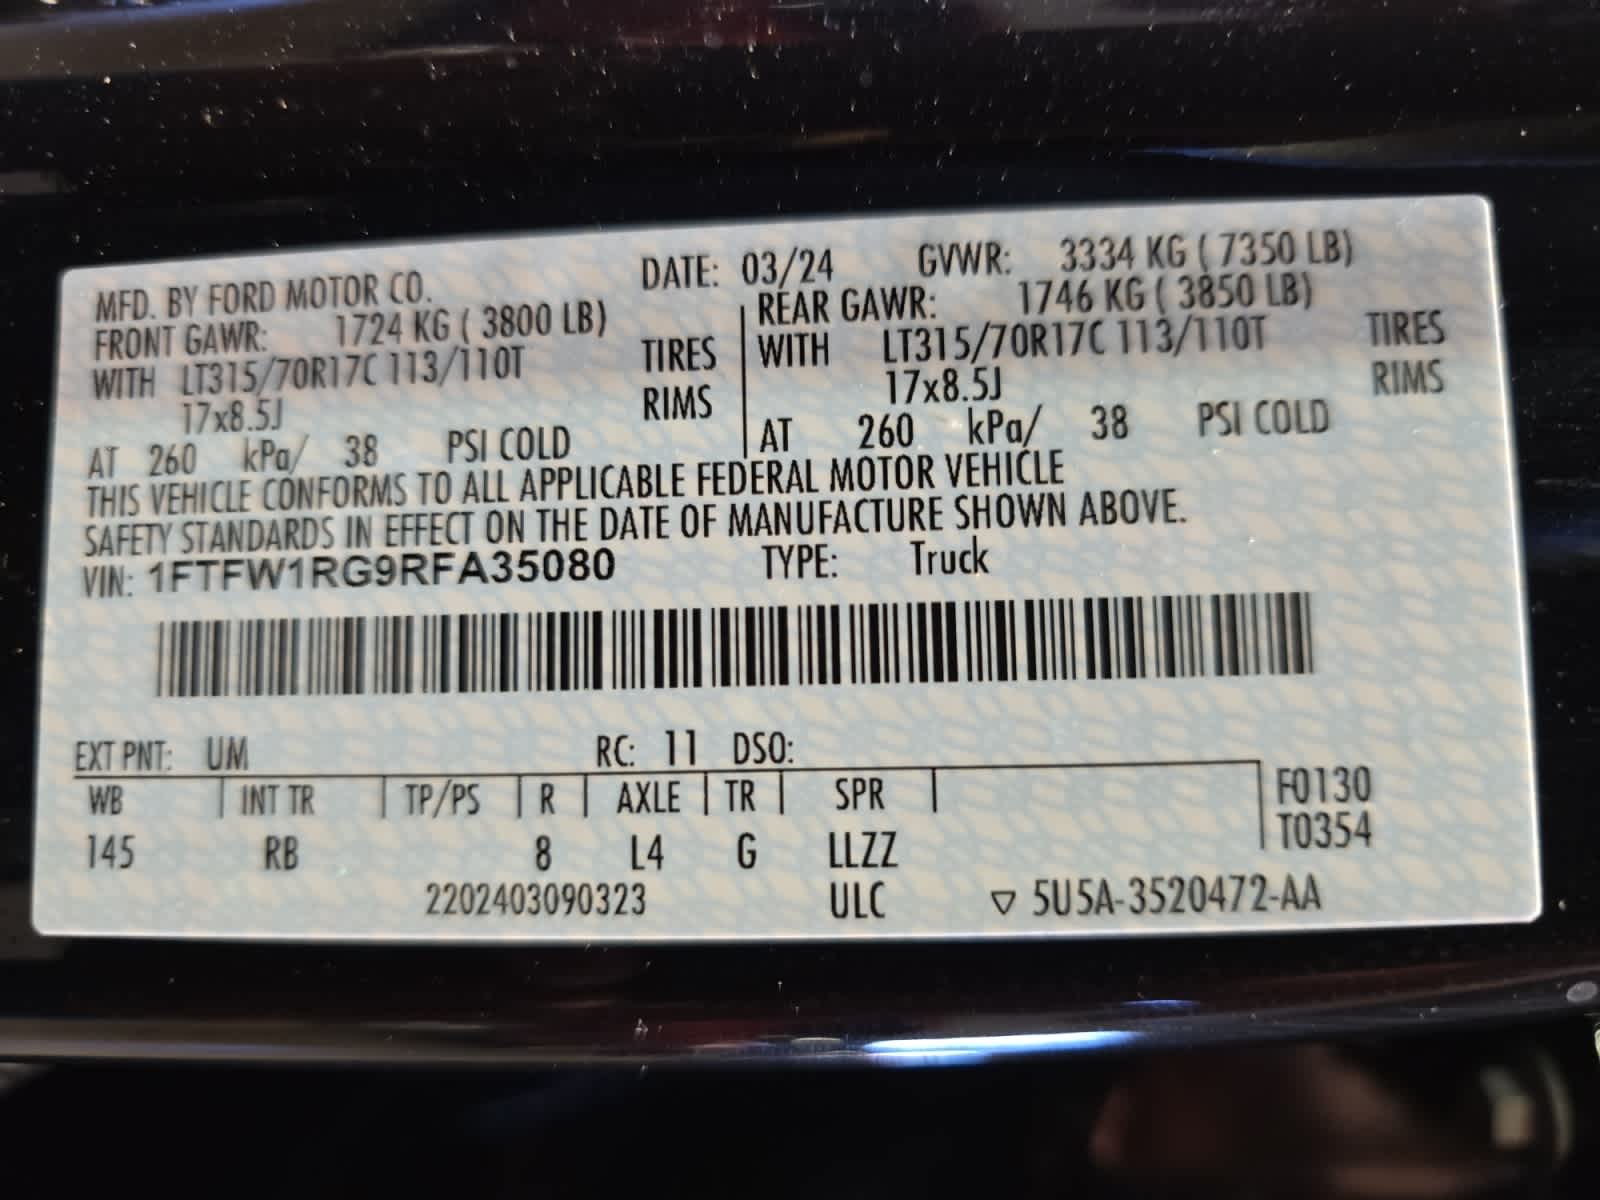 MFD. BY FORD MOTOR CO. DATE: 03/24 GVWR: 3334 KG ( 7350 LB)
FRONT GAWR: 1724 KG ( 3800 LB) REAR GAWR: 1746 KG ( 3850 LB)
WITH LT315/70R17C 113/110T TIRES WITH LT315/70R17C 113/110T TIRES
17x8.5J RIMS 17x8.5J RIMS
AT 260 kPa/ 38 PSI COLD AT 260 kPa/ 38 PSI COLD
THIS VEHICLE CONFORMS TO ALL APPLICABLE FEDERAL MOTOR VEHICLE
SAFETY STANDARDS IN EFFECT ON THE DATE OF MANUFACTURE SHOWN ABOVE.
VIN: 1FTFW1RG9RFA35080 TYPE: Truck
EXT PNT: UM RC: 11 DSO:
WB INT TR TP/PS R AXLE TR SPR F0130
T0354
145 RB 8 L4 G LLZZ
2202403090323 ULC ▽ 5U5A-3520472-AA